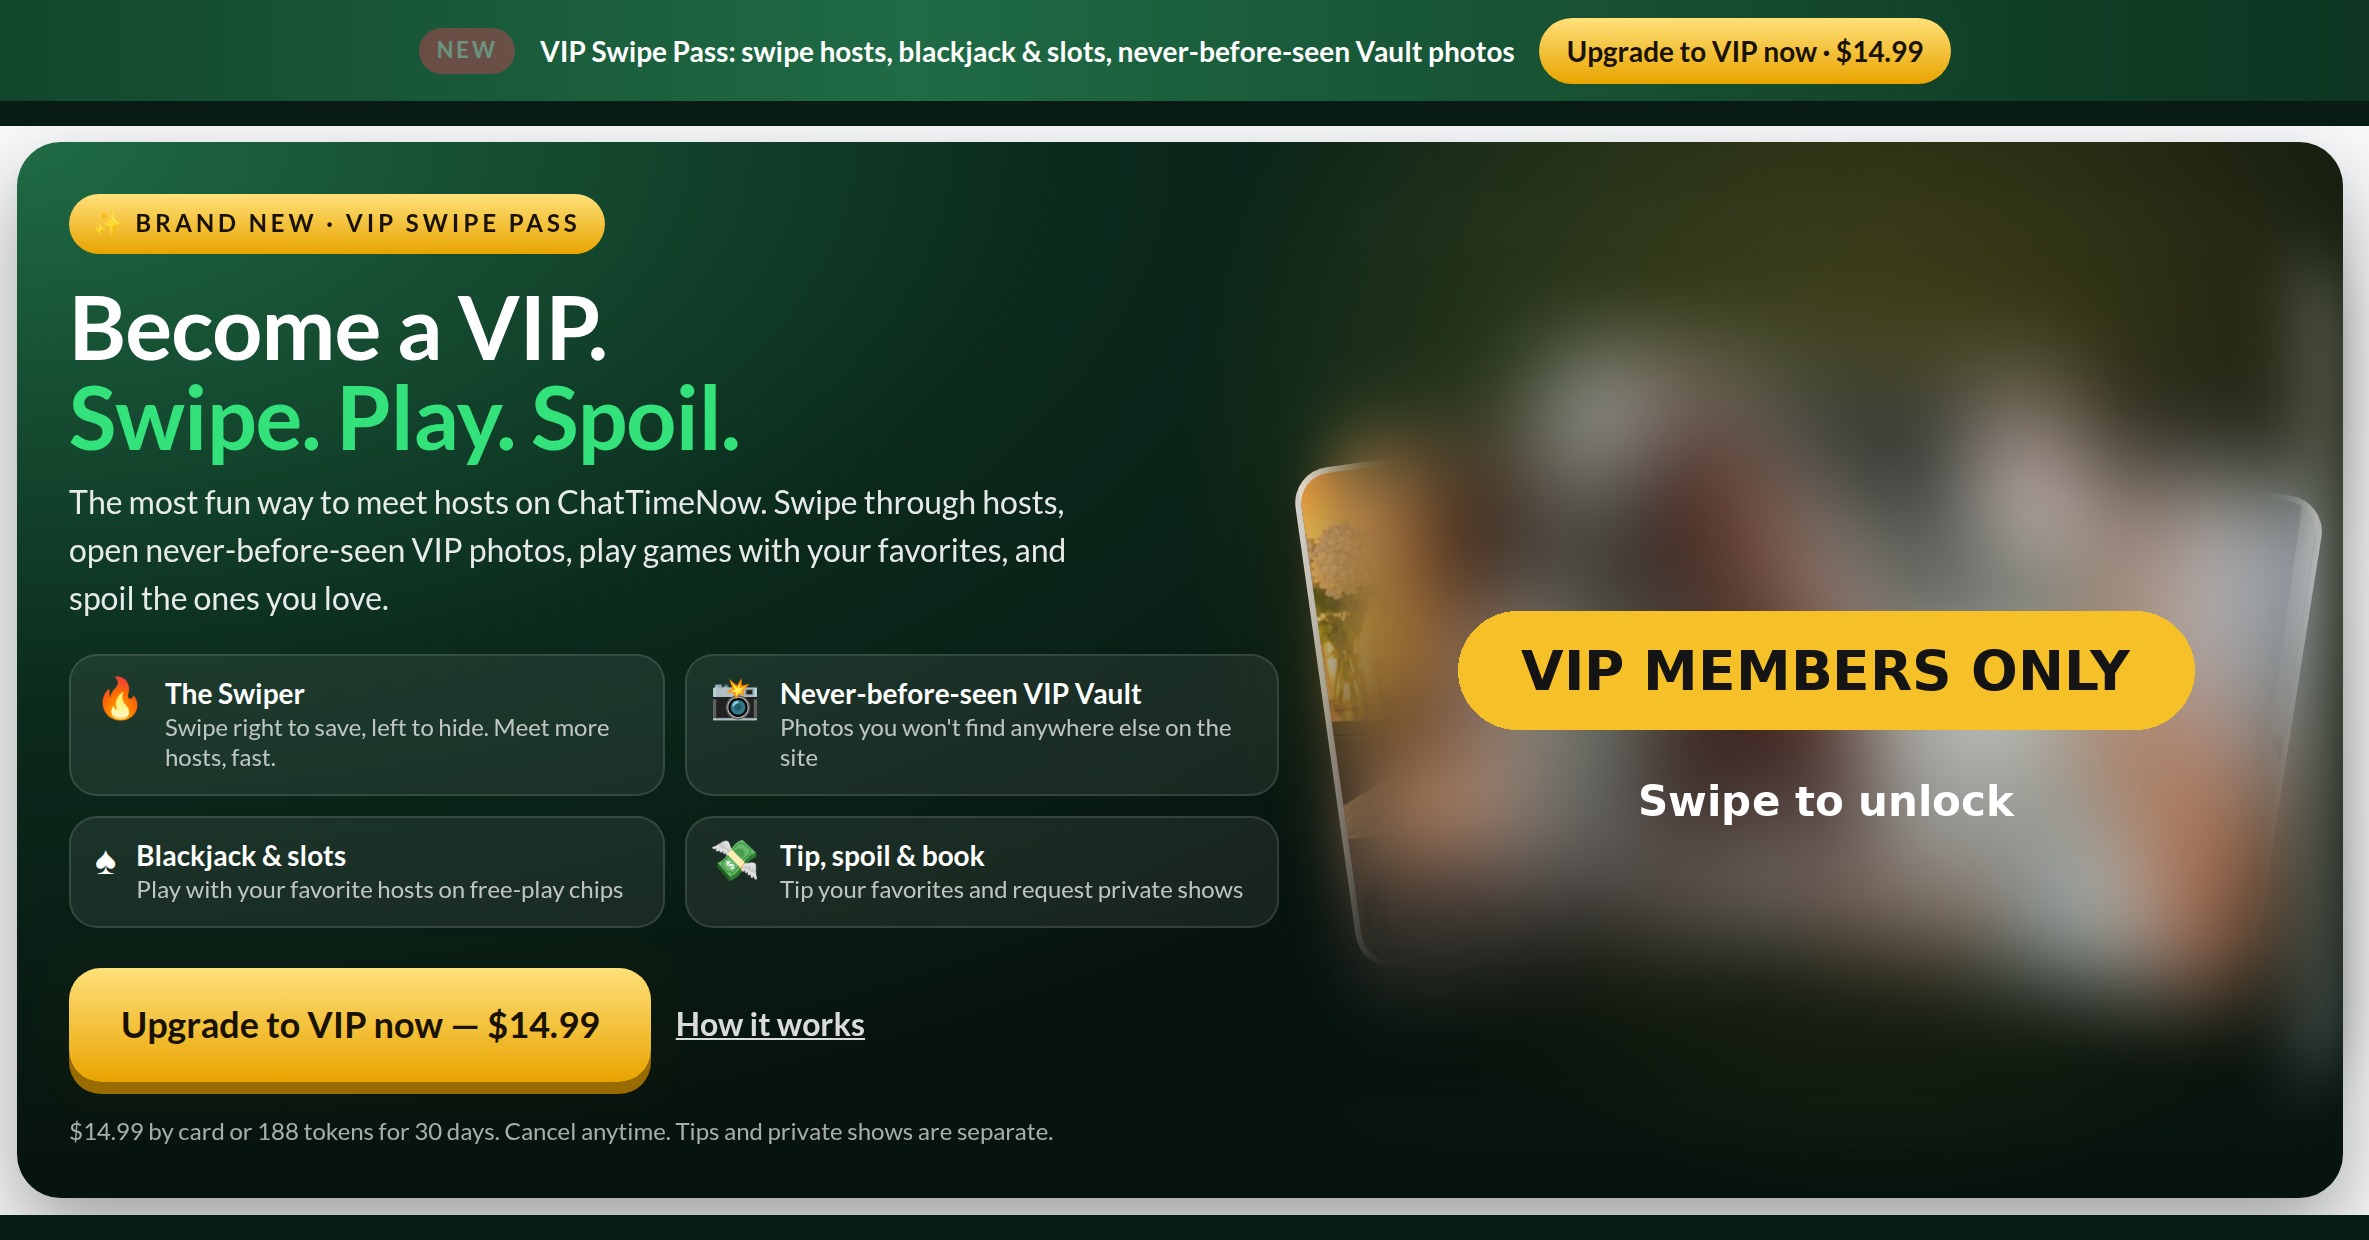 NEW
VIP Swipe Pass: swipe hosts, blackjack & slots, never-before-seen Vault photos
Upgrade to VIP now · $14.99
✨ BRAND NEW · VIP SWIPE PASS
Become a VIP.
Swipe. Play. Spoil.
The most fun way to meet hosts on ChatTimeNow. Swipe through hosts,
open never-before-seen VIP photos, play games with your favorites, and
spoil the ones you love.
🔥 The Swiper
Swipe right to save, left to hide. Meet more
hosts, fast.
📸 Never-before-seen VIP Vault
Photos you won't find anywhere else on the
site
♠ Blackjack & slots
Play with your favorite hosts on free-play chips
💸 Tip, spoil & book
Tip your favorites and request private shows
Upgrade to VIP now — $14.99
How it works
$14.99 by card or 188 tokens for 30 days. Cancel anytime. Tips and private shows are separate.
VIP MEMBERS ONLY
Swipe to unlock